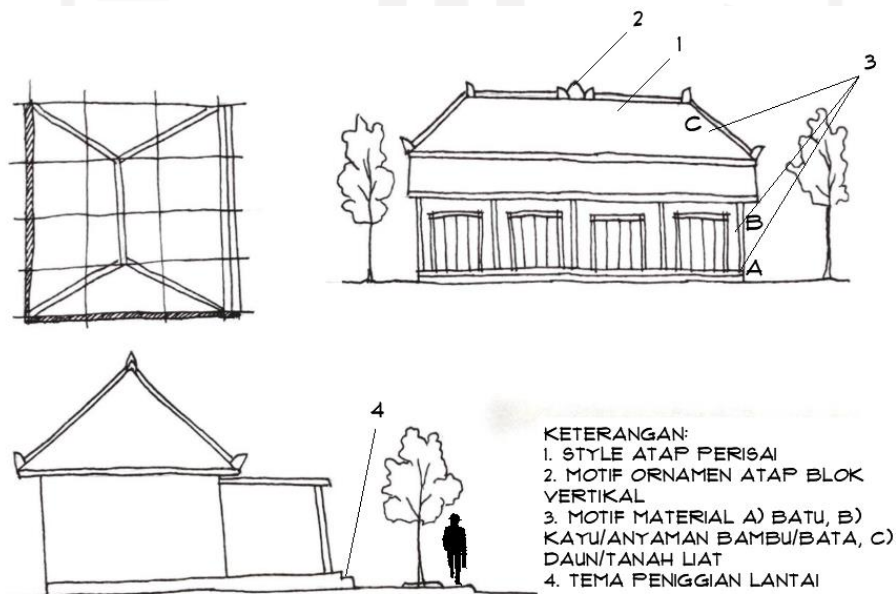 2
1
3
C
B
A
4
KETERANGAN:
1. STYLE ATAP PERISAI
2. MOTIF ORNAMEN ATAP BLOK
VERTIKAL
3. MOTIF MATERIAL A) BATU, B)
KAYU/ANYAMAN BAMBU/BATA, C)
DAUN/TANAH LIAT
4. TEMA PENIGGIAN LANTAI